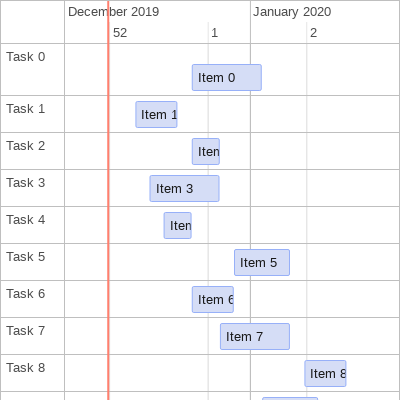 December 2019 January 2020
52 1 2
Task 0
Item 0
Task 1 Item 1
Task 2
Task 3 Item 3
Task 4
Task 5 Item 5
Task 6 Item 6
Task 7 Item 7
Task 8 Item 8